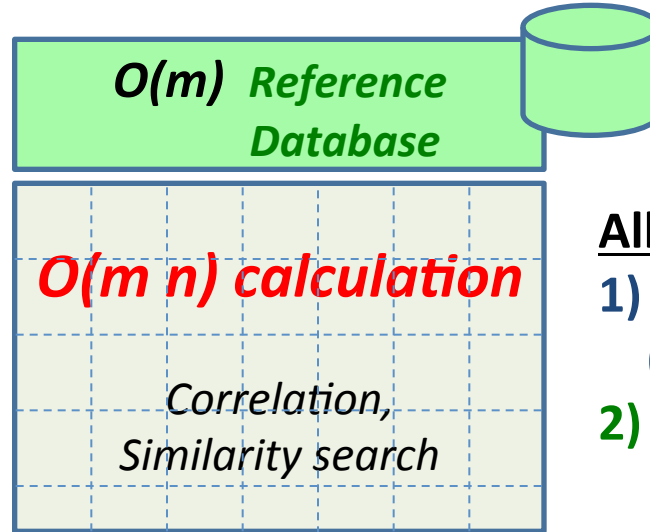 O(m) Reference
Database
O(m n) calculation
Correlation,
Similarity search
All
1)
(
2)